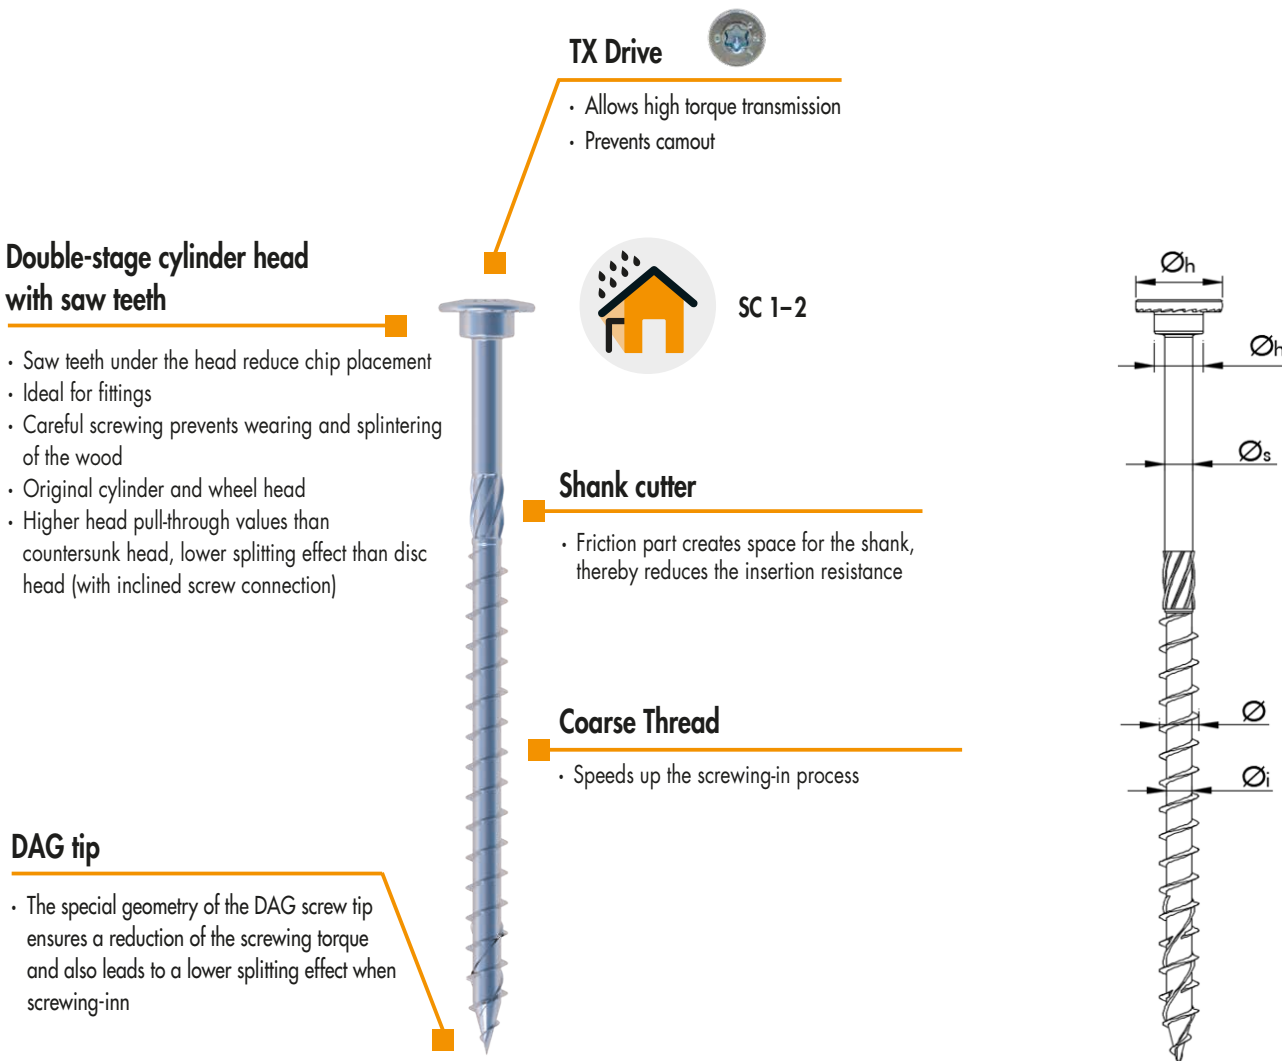 TX Drive
· Allows high torque transmission
· Prevents camout
Double-stage cylinder head
with saw teeth
· Saw teeth under the head reduce chip placement
· Ideal for fittings
· Careful screwing prevents wearing and splintering
of the wood
· Original cylinder and wheel head
· Higher head pull-through values than
countersunk head, lower splitting effect than disc
head (with inclined screw connection)
SC 1–2
Shank cutter
· Friction part creates space for the shank,
thereby reduces the insertion resistance
Coarse Thread
· Speeds up the screwing-in process
DAG tip
· The special geometry of the DAG screw tip
ensures a reduction of the screwing torque
and also leads to a lower splitting effect when
screwing-inn
Øh
Øh
Øs
Ø
Øi